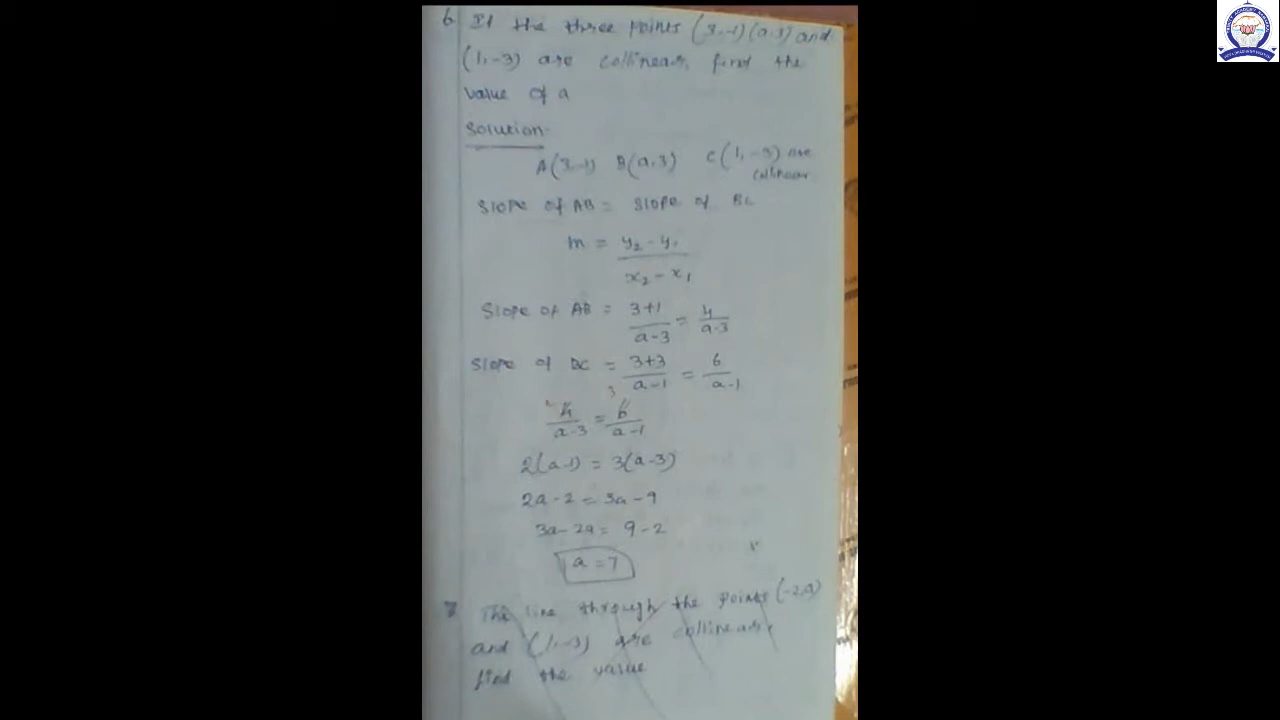 6. If the three points (3,-1) (a,3) and
(1,-3) are collinear, find the
value of a
Solution.
A(3,-1) B(a,3) C(1,-3) are
collinear
Slope of AB = Slope of BC
m = y₂ - y₁ / x₂ - x₁
Slope of AB = 3+1 / a-3 = 4 / a-3
Slope of BC = 3+3 / a-1 = 6 / a-1
4 / a-3 = 6 / a-1
2(a-1) = 3(a-3)
2a-2 = 3a-9
3a-2a = 9-2
a = 7
7 The line through the points (-2,a)
and (1,-3) are collinear,
find the value